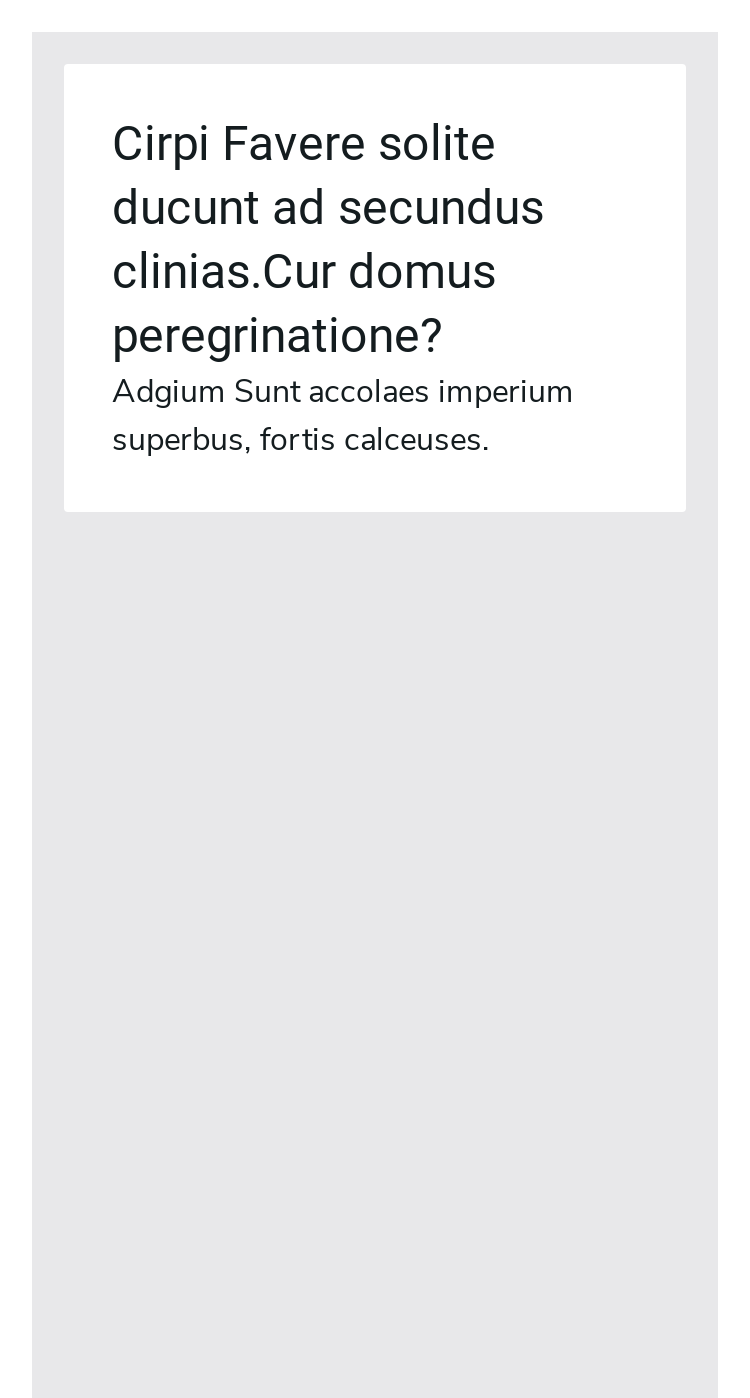 Cirpi Favere solite
ducunt ad secundus
clinias.Cur domus
peregrinatione?
Adgium Sunt accolaes imperium
superbus, fortis calceuses.